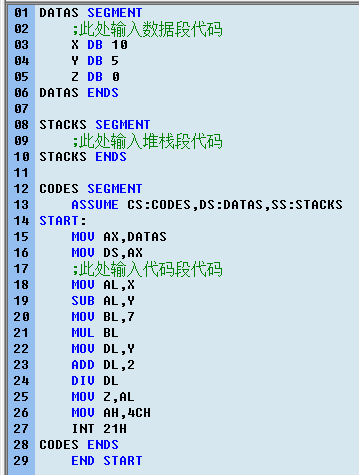 01 DATAS SEGMENT
02 ;此处输入数据段代码
03 X DB 10
04 Y DB 5
05 Z DB 0
06 DATAS ENDS
07
08 STACKS SEGMENT
09 ;此处输入堆栈段代码
10 STACKS ENDS
11
12 CODES SEGMENT
13 ASSUME CS:CODES,DS:DATAS,SS:STACKS
14 START:
15 MOV AX,DATAS
16 MOV DS,AX
17 ;此处输入代码段代码
18 MOV AL,X
19 SUB AL,Y
20 MOV BL,7
21 MUL BL
22 MOV DL,Y
23 ADD DL,2
24 DIV DL
25 MOV Z,AL
26 MOV AH,4CH
27 INT 21H
28 CODES ENDS
29 END START